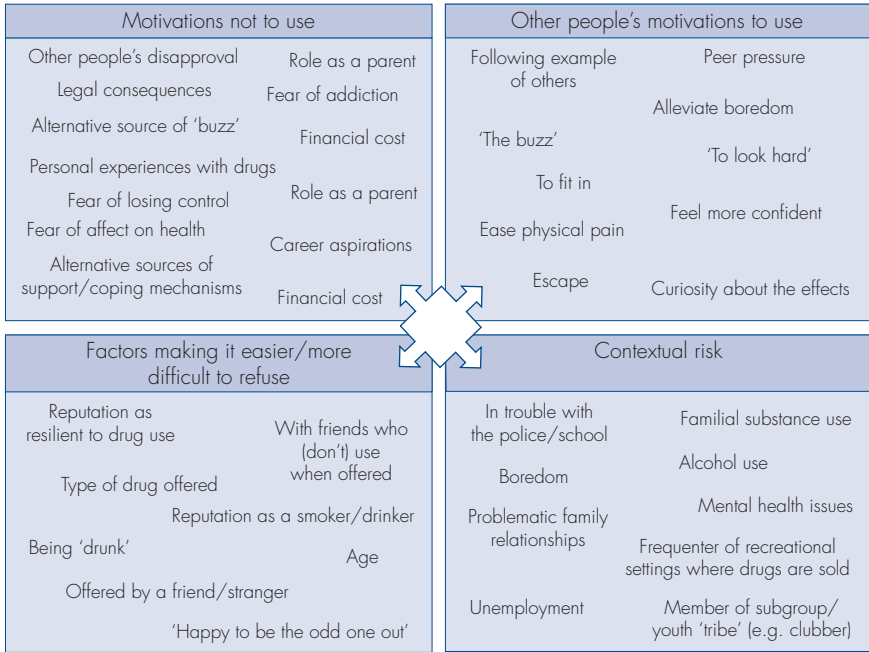 Motivations not to use
Other people's disapproval
Role as a parent
Legal consequences
Fear of addiction
Alternative source of 'buzz'
Financial cost
Personal experiences with drugs
Role as a parent
Fear of losing control
Fear of affect on health
Career aspirations
Alternative sources of
support/coping mechanisms
Financial cost
Other people's motivations to use
Following example
of others
Peer pressure
Alleviate boredom
'The buzz'
'To look hard'
To fit in
Feel more confident
Ease physical pain
Escape
Curiosity about the effects
Factors making it easier/more
difficult to refuse
Reputation as
resilient to drug use
With friends who
(don't) use
when offered
Type of drug offered
Reputation as a smoker/drinker
Being 'drunk'
Age
Offered by a friend/stranger
'Happy to be the odd one out'
Contextual risk
In trouble with
the police/school
Familial substance use
Boredom
Alcohol use
Mental health issues
Problematic family
relationships
Frequenter of recreational
settings where drugs are sold
Unemployment
Member of subgroup/
youth 'tribe' (e.g. clubber)